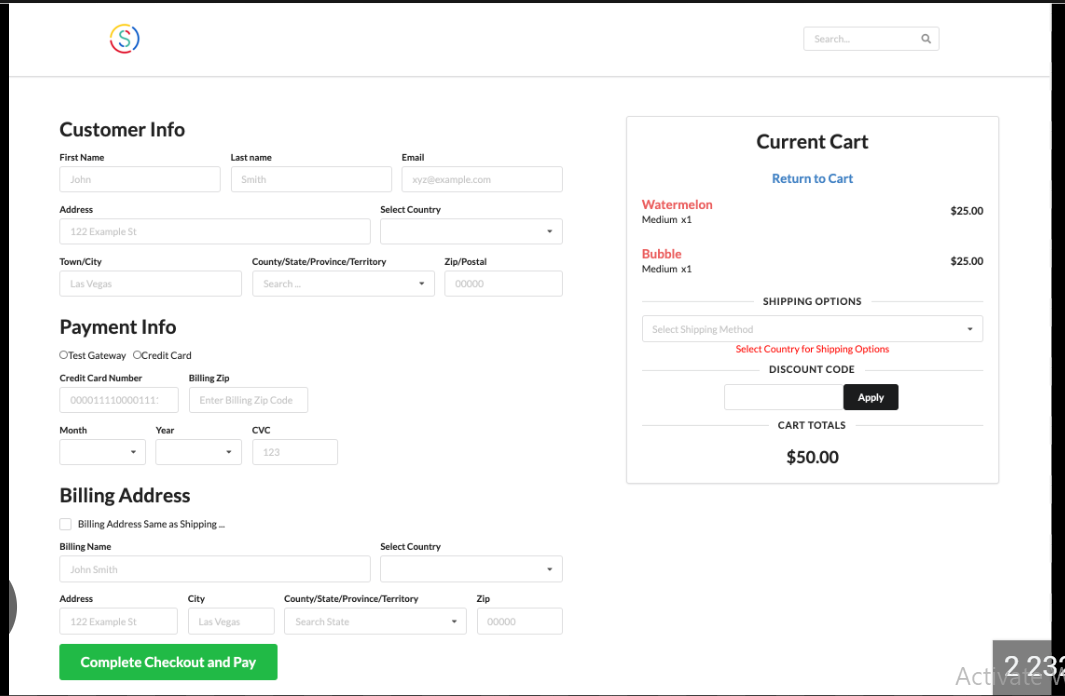 S
Search...
Customer Info
First Name Last name Email
John Smith xyz@example.com
Address Select Country
122 Example St
Town/City County/State/Province/Territory Zip/Postal
Las Vegas Search ... 00000
Payment Info
Test Gateway Credit Card
Credit Card Number Billing Zip
000011110000111 Enter Billing Zip Code
Month Year CVC
123
Billing Address
Billing Address Same as Shipping ...
Billing Name Select Country
John Smith
Address City County/State/Province/Territory Zip
122 Example St Las Vegas Search State 00000
Complete Checkout and Pay
Current Cart
Return to Cart
Watermelon $25.00
Medium x1
Bubble $25.00
Medium x1
SHIPPING OPTIONS
Select Shipping Method
Select Country for Shipping Options
DISCOUNT CODE
Apply
CART TOTALS
$50.00
2 232
Activate W